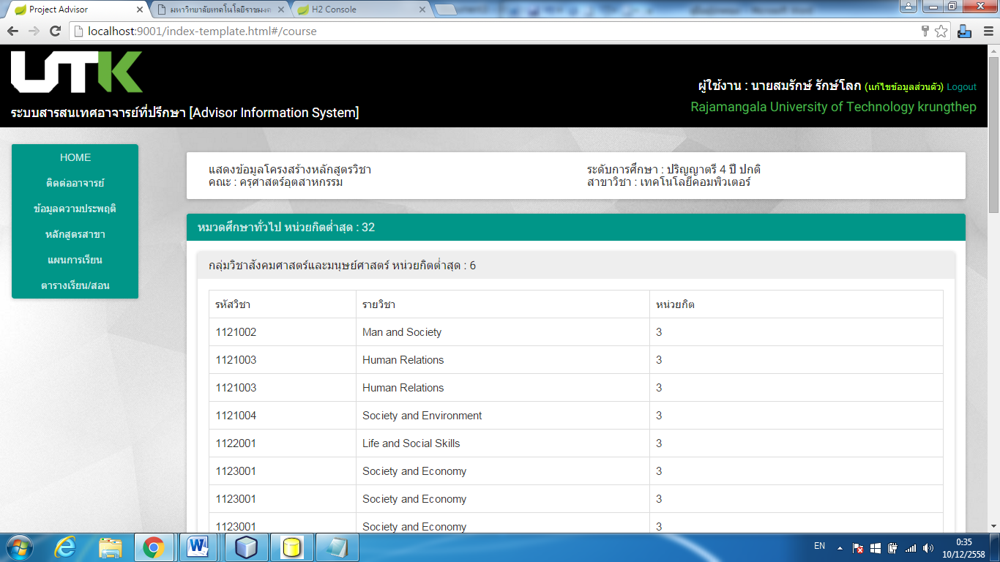 Project Advisor
มหาวิทยาลัยเทคโนโลยีราชมงคล
H2 Console
localhost:9001/index-template.html#/course
UTK
ผู้ใช้งาน : นายสมรักษ์ รักษ์โลก (แก้ไขข้อมูลส่วนตัว) Logout
ระบบสารสนเทศอาจารย์ที่ปรึกษา [Advisor Information System]
Rajamangala University of Technology krungthep
HOME
ติดต่ออาจารย์
ข้อมูลความประพฤติ
หลักสูตรสาขา
แผนการเรียน
ตารางเรียน/สอน
แสดงข้อมูลโครงสร้างหลักสูตรวิชา
ระดับการศึกษา : ปริญญาตรี 4 ปี ปกติ
คณะ : ครุศาสตร์อุตสาหกรรม
สาขาวิชา : เทคโนโลยีคอมพิวเตอร์
หมวดศึกษาทั่วไป หน่วยกิตต่ำสุด : 32
กลุ่มวิชาสังคมศาสตร์และมนุษย์ศาสตร์ หน่วยกิตต่ำสุด : 6
รหัสวิชา รายวิชา หน่วยกิต
1121002 Man and Society 3
1121003 Human Relations 3
1121003 Human Relations 3
1121004 Society and Environment 3
1122001 Life and Social Skills 3
1123001 Society and Economy 3
1123001 Society and Economy 3
1123001 Society and Economy 3
EN
0:35
10/12/2558